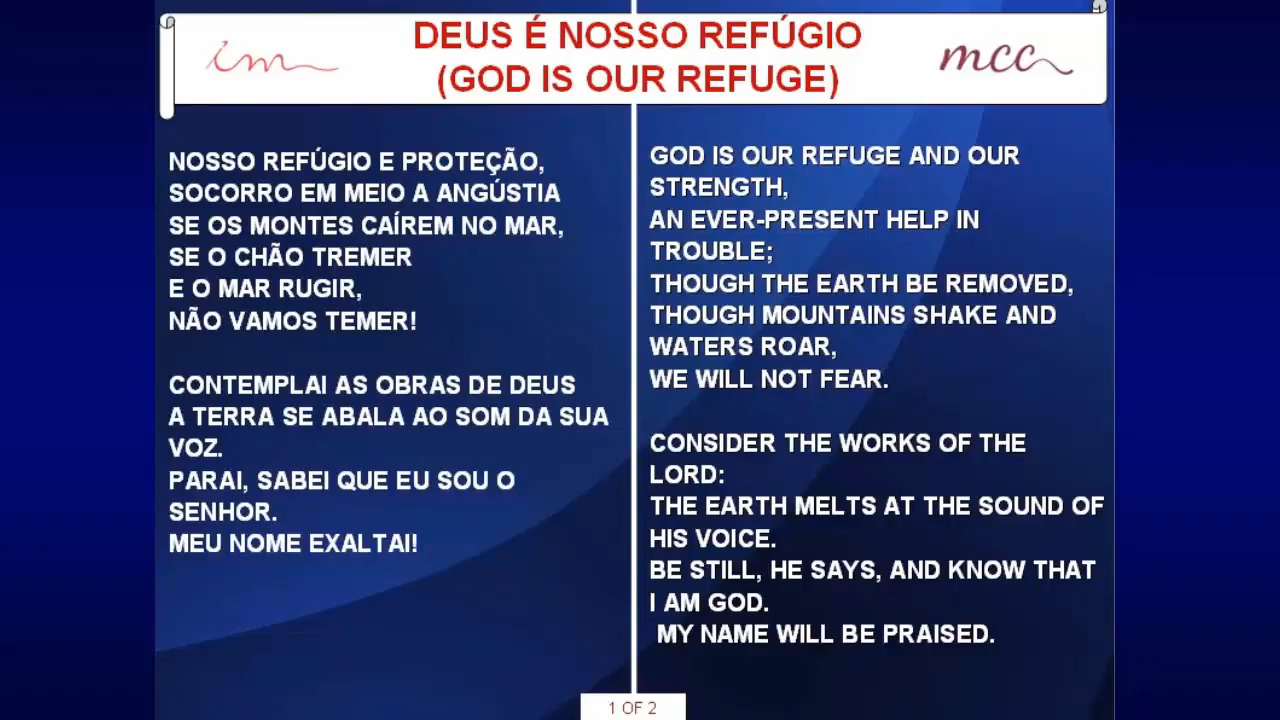 DEUS É NOSSO REFÚGIO
(GOD IS OUR REFUGE)
im
mcc
NOSSO REFÚGIO E PROTEÇÃO,
SOCORRO EM MEIO A ANGÚSTIA
SE OS MONTES CAÍREM NO MAR,
SE O CHÃO TREMER
E O MAR RUGIR,
NÃO VAMOS TEMER!
CONTEMPLAI AS OBRAS DE DEUS
A TERRA SE ABALA AO SOM DA SUA
VOZ.
PARAI, SABEI QUE EU SOU O
SENHOR.
MEU NOME EXALTAI!
GOD IS OUR REFUGE AND OUR
STRENGTH,
AN EVER-PRESENT HELP IN
TROUBLE;
THOUGH THE EARTH BE REMOVED,
THOUGH MOUNTAINS SHAKE AND
WATERS ROAR,
WE WILL NOT FEAR.
CONSIDER THE WORKS OF THE
LORD:
THE EARTH MELTS AT THE SOUND OF
HIS VOICE.
BE STILL, HE SAYS, AND KNOW THAT
I AM GOD.
MY NAME WILL BE PRAISED.
1 OF 2